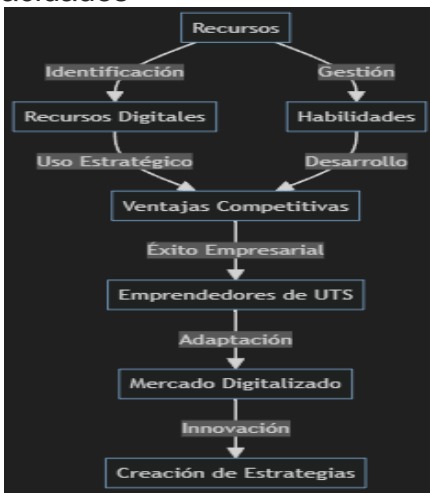 Recursos
Identificación Gestión
Recursos Digitales Habilidades
Uso Estratégico Desarrollo
Ventajas Competitivas
Éxito Empresarial
Emprendedores de UTS
Adaptación
Mercado Digitalizado
Innovación
Creación de Estrategias